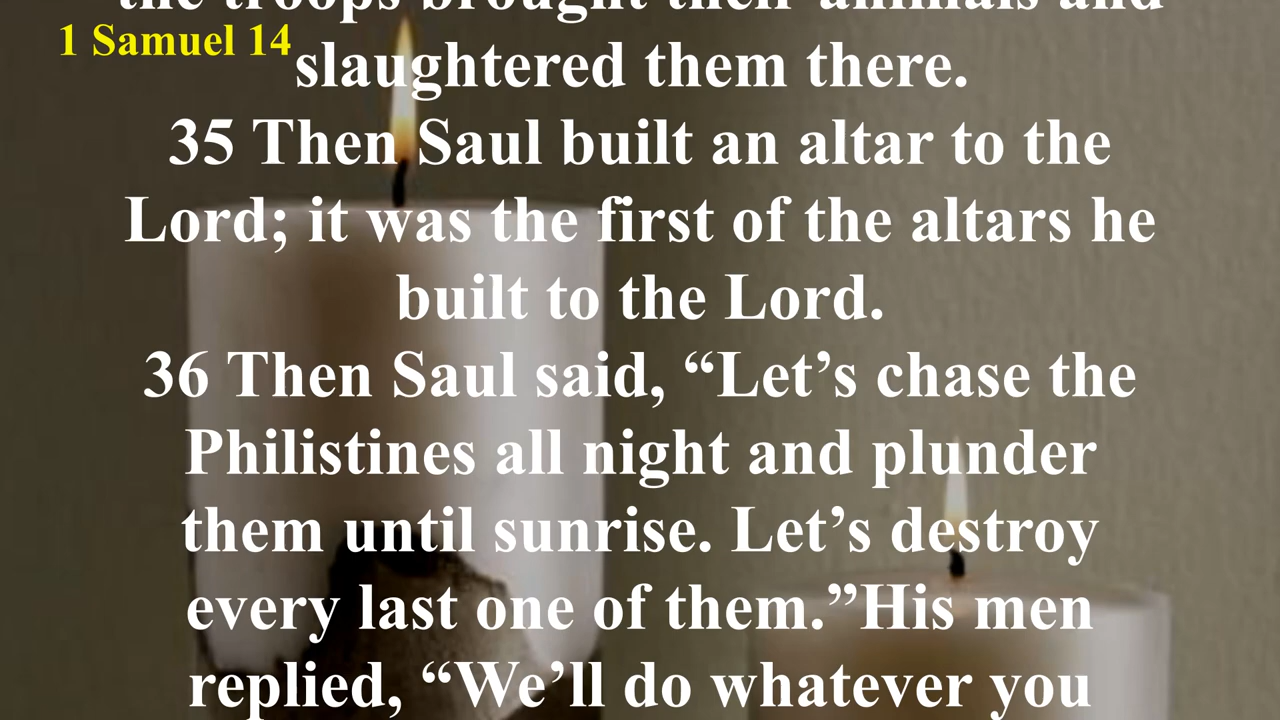 the troops brought their animals and
1 Samuel 14
slaughtered them there.
35 Then Saul built an altar to the
Lord; it was the first of the altars he
built to the Lord.
36 Then Saul said, “Let’s chase the
Philistines all night and plunder
them until sunrise. Let’s destroy
every last one of them.”His men
replied, “We’ll do whatever you